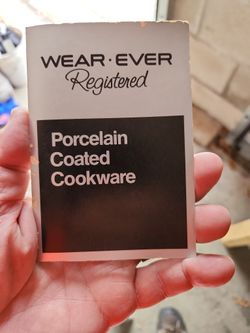 WEAR·EVER
Registered
Porcelain
Coated
Cookware